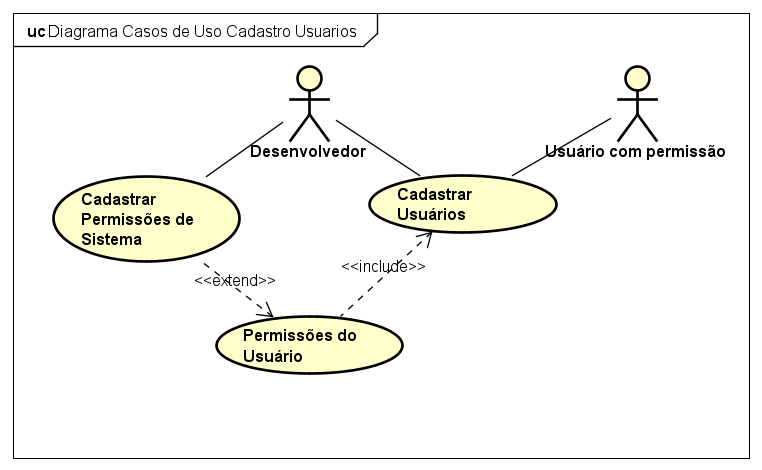 uc Diagrama Casos de Uso Cadastro Usuarios
Desenvolvedor
Usuário com permissão
Cadastrar
Permissões de
Sistema
Cadastrar
Usuários
<<extend>>
<<include>>
Permissões do
Usuário